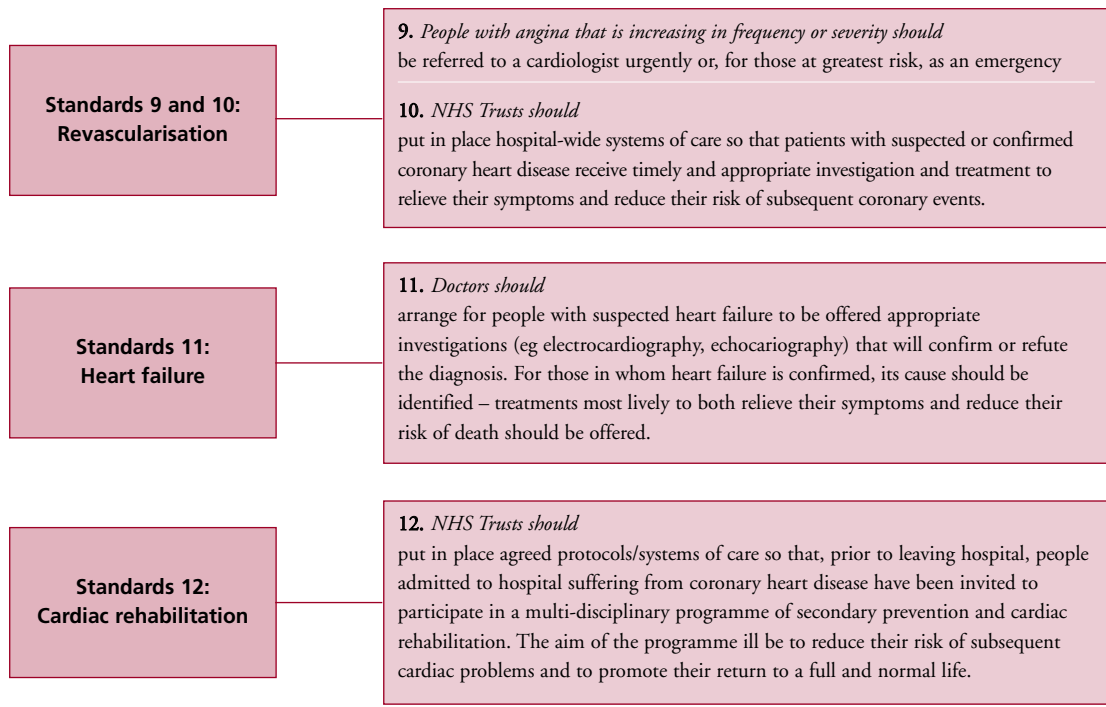 Standards 9 and 10:
Revascularisation
9. People with angina that is increasing in frequency or severity should
be referred to a cardiologist urgently or, for those at greatest risk, as an emergency
10. NHS Trusts should
put in place hospital-wide systems of care so that patients with suspected or confirmed
coronary heart disease receive timely and appropriate investigation and treatment to
relieve their symptoms and reduce their risk of subsequent coronary events.
Standards 11:
Heart failure
11. Doctors should
arrange for people with suspected heart failure to be offered appropriate
investigations (eg electrocardiography, echocariography) that will confirm or refute
the diagnosis. For those in whom heart failure is confirmed, its cause should be
identified – treatments most lively to both relieve their symptoms and reduce their
risk of death should be offered.
Standards 12:
Cardiac rehabilitation
12. NHS Trusts should
put in place agreed protocols/systems of care so that, prior to leaving hospital, people
admitted to hospital suffering from coronary heart disease have been invited to
participate in a multi-disciplinary programme of secondary prevention and cardiac
rehabilitation. The aim of the programme ill be to reduce their risk of subsequent
cardiac problems and to promote their return to a full and normal life.